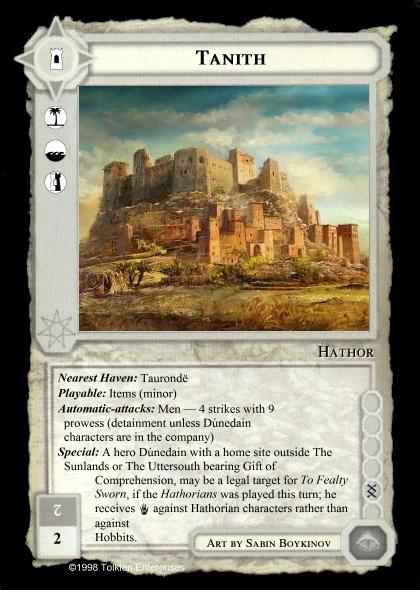 TANITH
HATHOR
Nearest Haven: Taurondë
Playable: Items (minor)
Automatic-attacks: Men — 4 strikes with 9
prowess (detainment unless Dúnedain
characters are in the company)
Special: A hero Dúnedain with a home site outside The
Sunlands or The Uttersouth bearing Gift of
Comprehension, may be a legal target for To Fealty
Sworn, if the Hathorians was played this turn; he
receives against Hathorian characters rather than
against
Hobbits.
2
2
ART BY SABIN BOYKINOV
©1998 Tolkien Enterprises